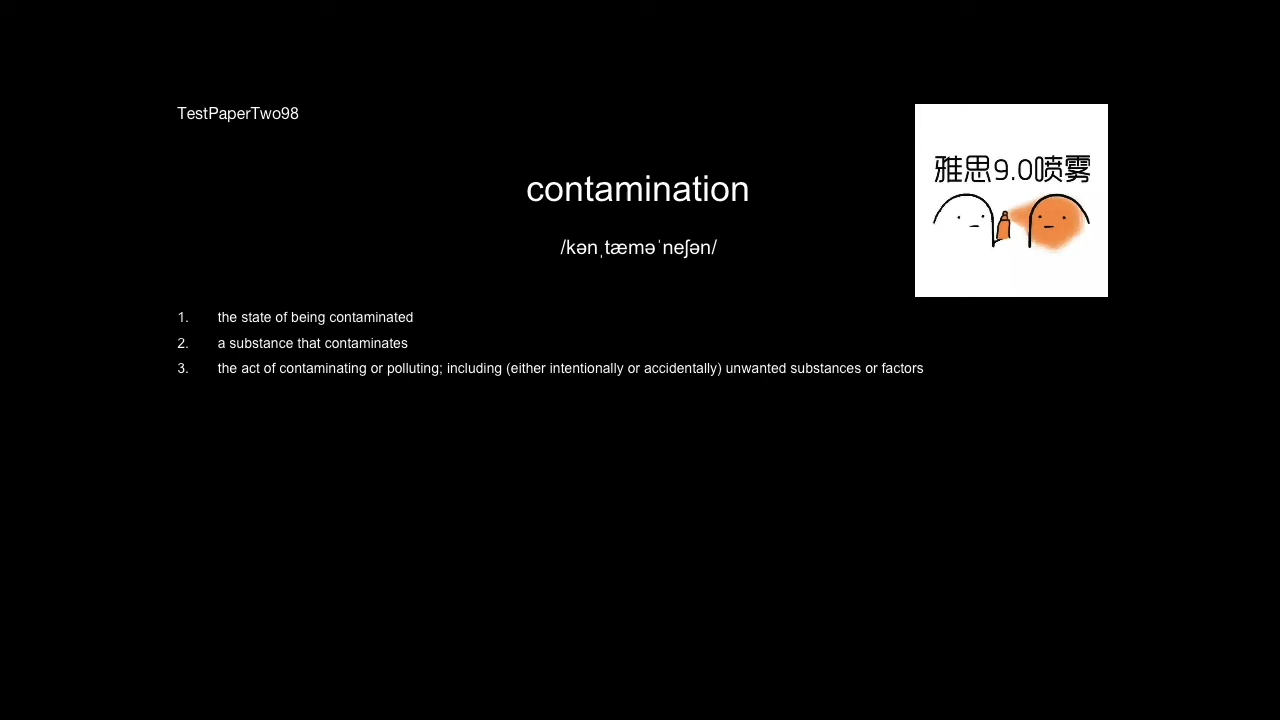 TestPaperTwo98
雅思9.0喷雾
contamination
/kənˌtæməˈneʃən/
1. the state of being contaminated
2. a substance that contaminates
3. the act of contaminating or polluting; including (either intentionally or accidentally) unwanted substances or factors